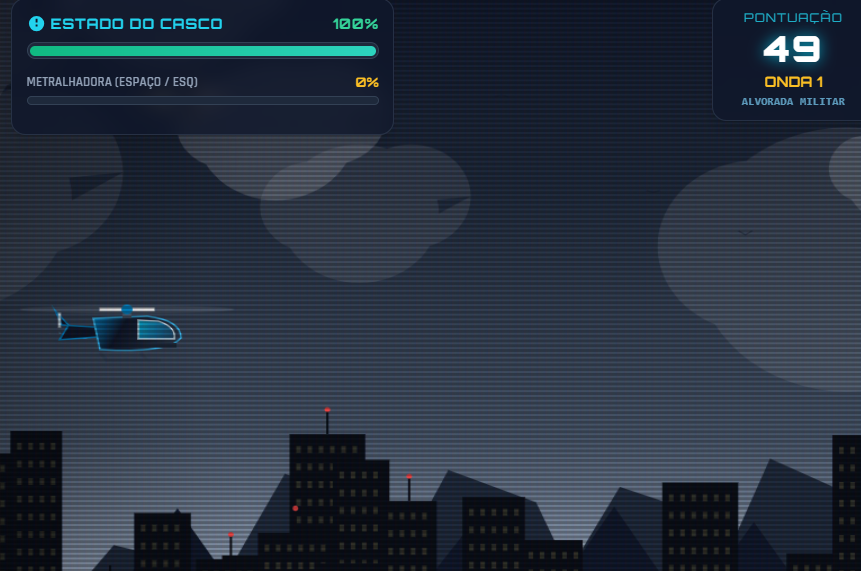 ESTADO DO CASCO 100%
METRALHADORA (ESPAÇO / ESQ) 0%
PONTUAÇÃO
49
ONDA 1
ALVORADA MILITAR